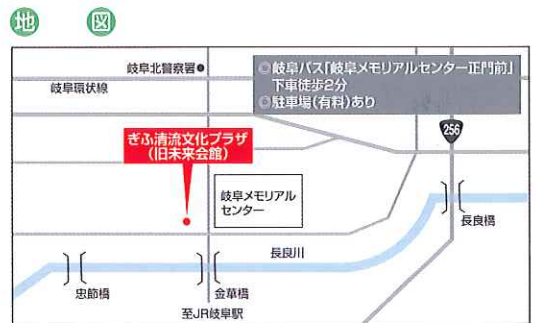 地 図
岐阜北警察署●
岐阜環状線
◎岐阜バス「岐阜メモリアルセンター正門前」
下車徒歩2分
◎駐車場(有料)あり
256
ぎふ清流文化プラザ
(旧未来会館)
岐阜メモリアル
センター
長良橋
長良川
忠節橋
金華橋
至JR岐阜駅